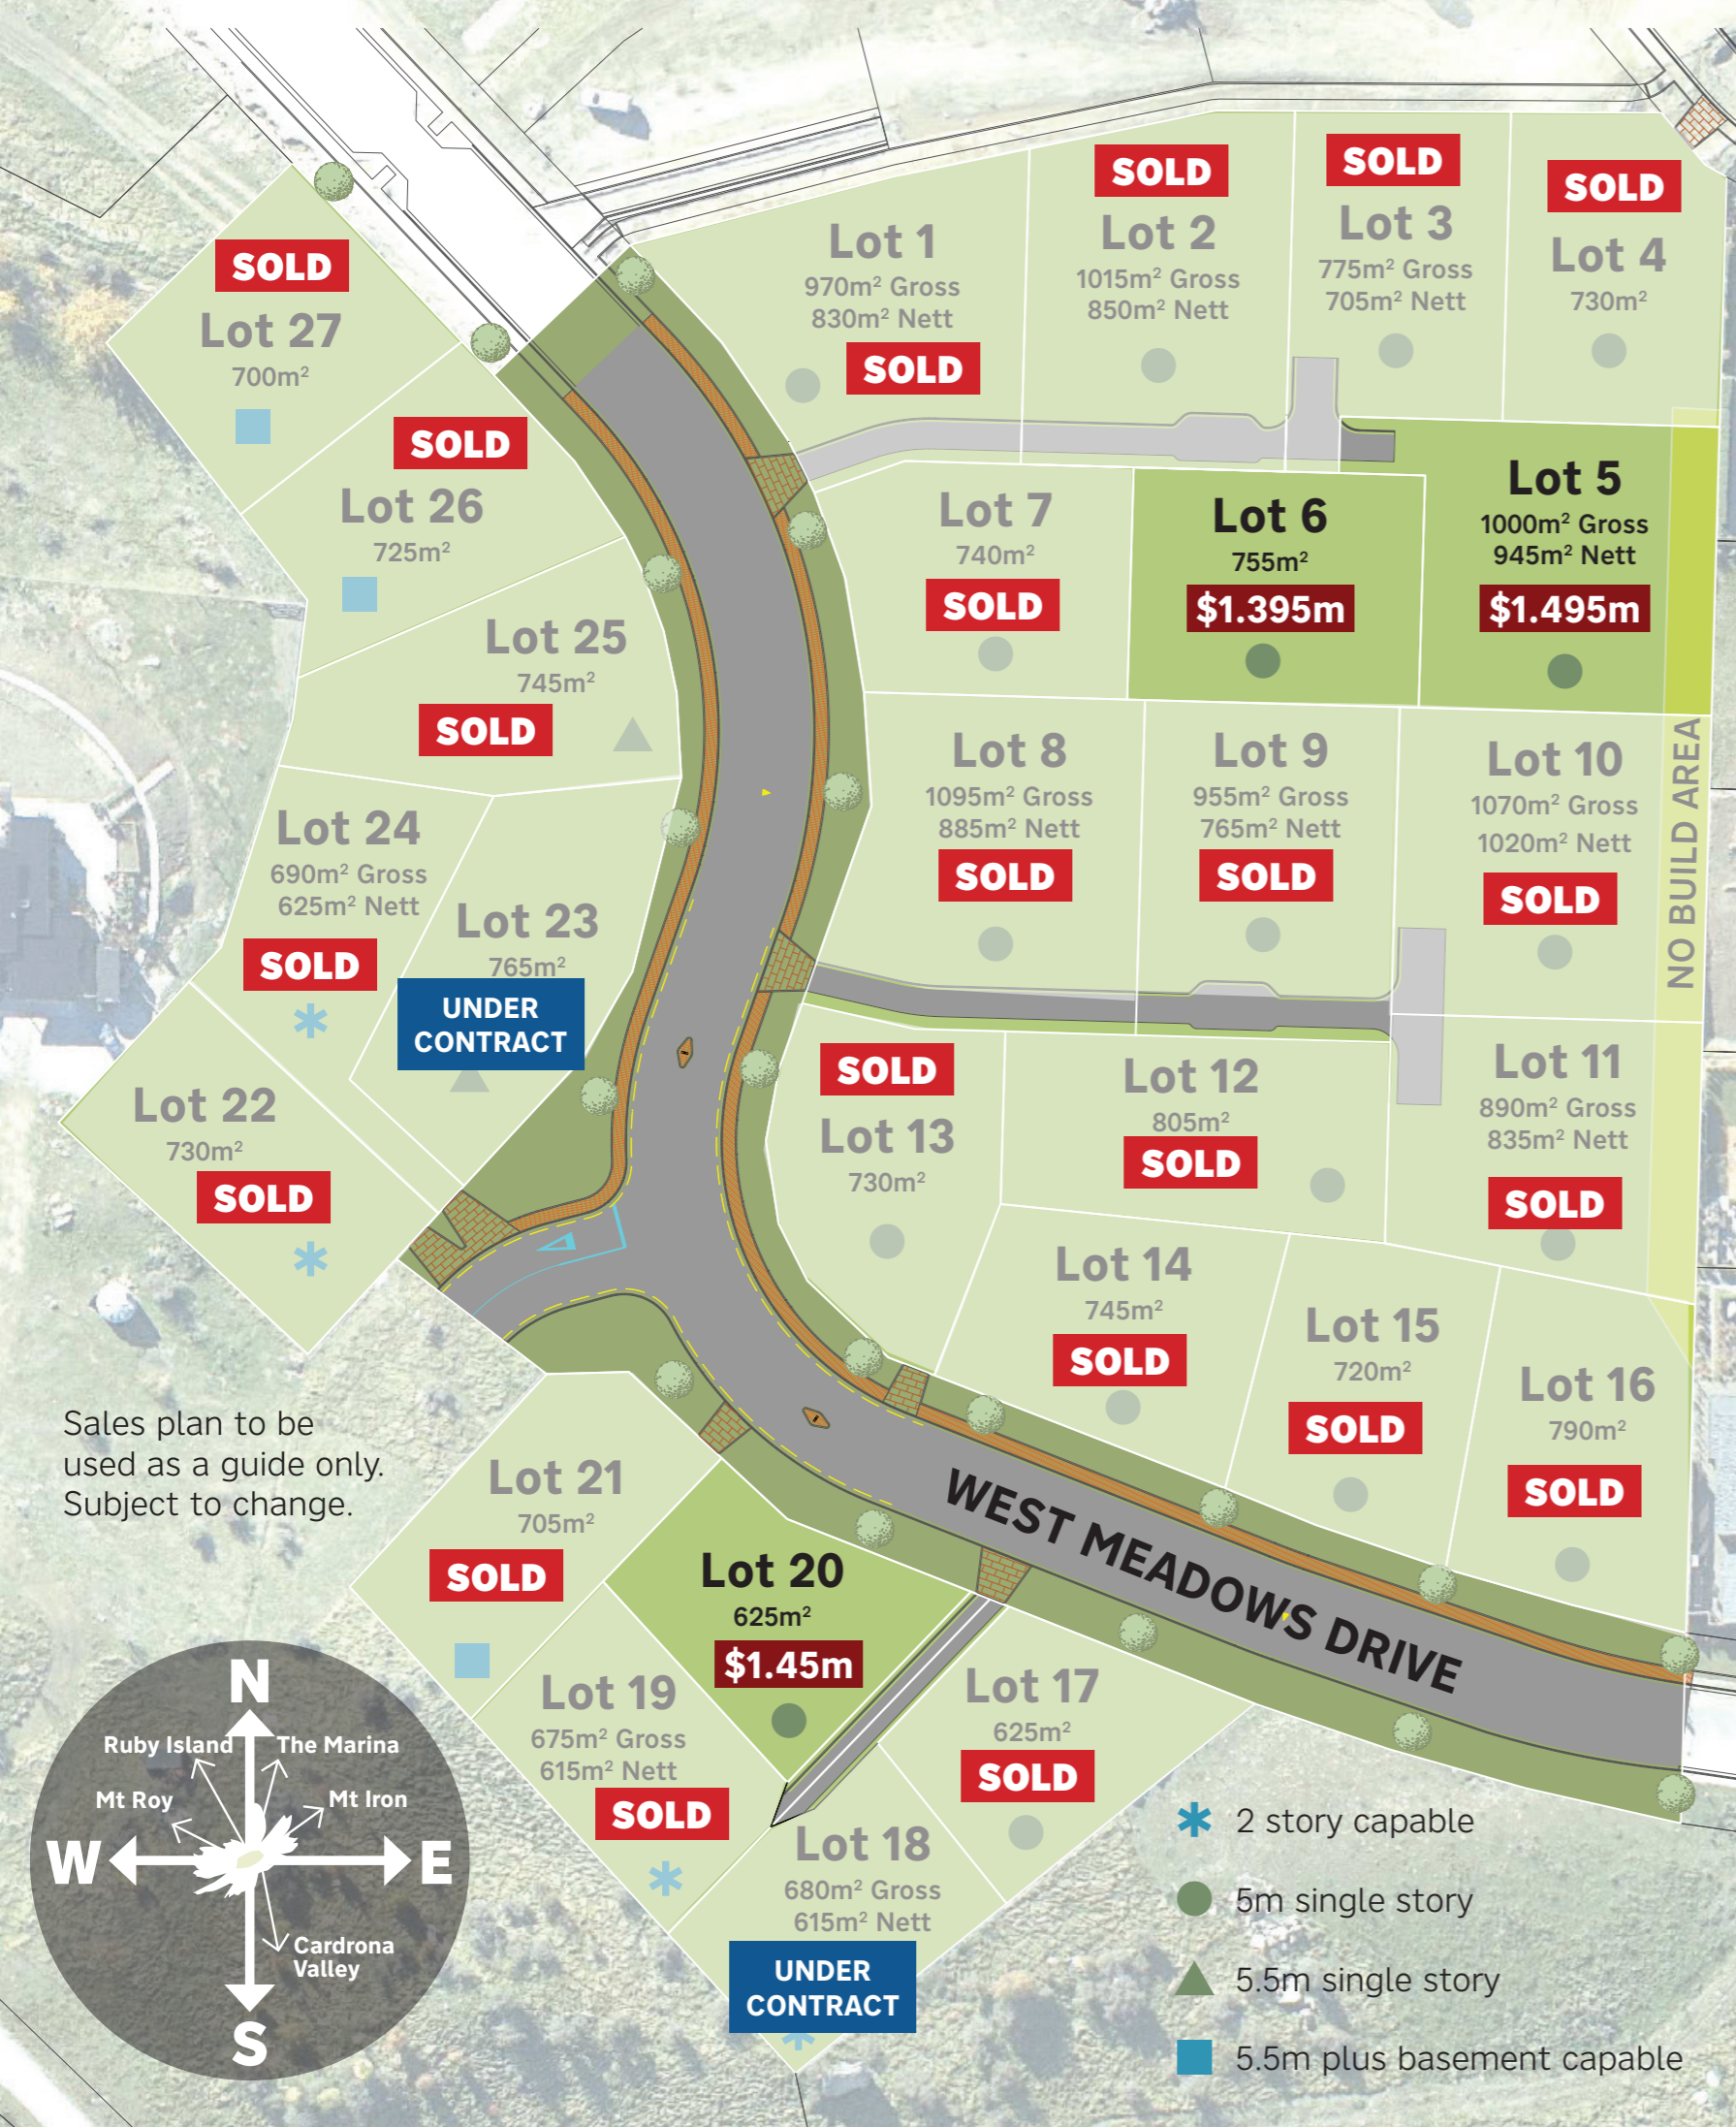 SOLD
Lot 27
700m²
SOLD
Lot 26
725m²
Lot 25
745m²
SOLD
Lot 24
690m² Gross
625m² Nett
SOLD
Lot 23
765m²
UNDER
CONTRACT
Lot 22
730m²
SOLD
Lot 1
970m² Gross
830m² Nett
SOLD
SOLD
Lot 2
1015m² Gross
850m² Nett
SOLD
Lot 3
775m² Gross
705m² Nett
SOLD
Lot 4
730m²
Lot 7
740m²
SOLD
Lot 6
755m²
$1.395m
Lot 5
1000m² Gross
945m² Nett
$1.495m
Lot 8
1095m² Gross
885m² Nett
SOLD
Lot 9
955m² Gross
765m² Nett
SOLD
Lot 10
1070m² Gross
1020m² Nett
SOLD
NO BUILD AREA
SOLD
Lot 13
730m²
Lot 12
805m²
SOLD
Lot 11
890m² Gross
835m² Nett
SOLD
Lot 14
745m²
SOLD
Lot 15
720m²
SOLD
Lot 16
790m²
SOLD
WEST MEADOWS DRIVE
Sales plan to be
used as a guide only.
Subject to change.
Lot 21
705m²
SOLD
Lot 20
625m²
$1.45m
Lot 19
675m² Gross
615m² Nett
SOLD
Lot 17
625m²
SOLD
Lot 18
680m² Gross
615m² Nett
UNDER
CONTRACT
N
Ruby Island
The Marina
Mt Roy
Mt Iron
W
E
Cardrona
Valley
S
2 story capable
5m single story
5.5m single story
5.5m plus basement capable